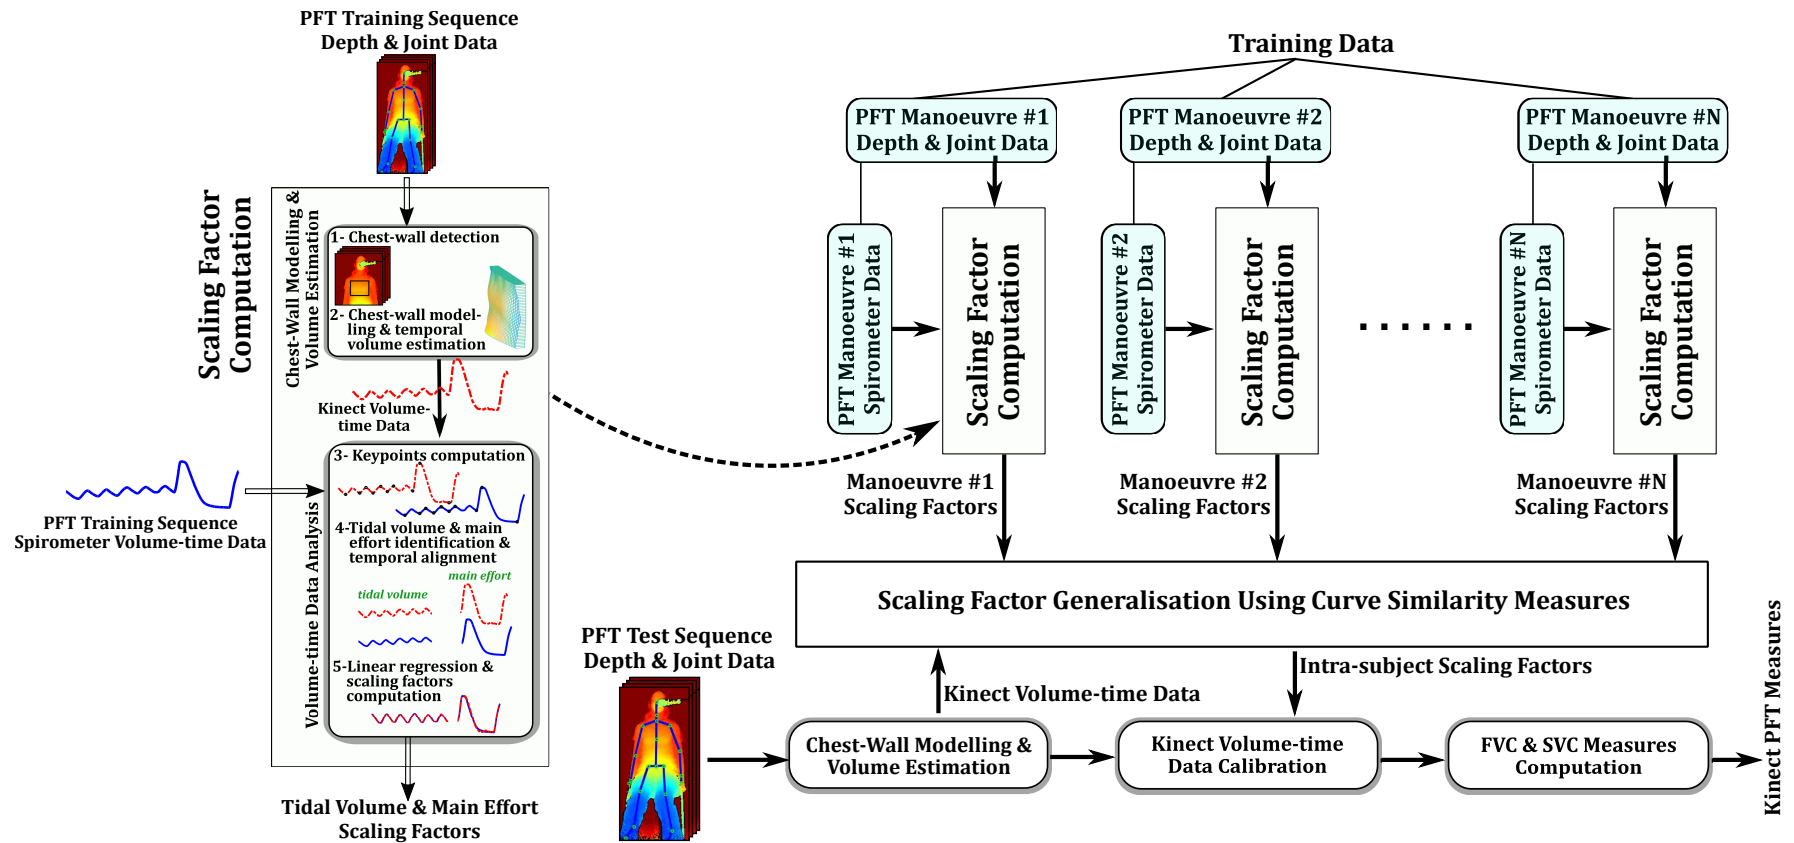 PFT Training Sequence
Depth & Joint Data
Scaling Factor
Computation
Chest-Wall Modelling &
Volume Estimation
1- Chest-wall detection
2- Chest-wall model-
ling & temporal
volume estimation
Kinect Volume-
time Data
PFT Training Sequence
Spirometer Volume-time Data
Volume-time Data Analysis
3- Keypoints computation
4-Tidal volume & main
effort identification &
temporal alignment
main effort
tidal volume
5-Linear regression &
scaling factors
computation
Tidal Volume & Main Effort
Scaling Factors
Training Data
PFT Manoeuvre #1
Depth & Joint Data
PFT Manoeuvre #2
Depth & Joint Data
PFT Manoeuvre #N
Depth & Joint Data
PFT Manoeuvre #1
Spirometer Data
Scaling Factor
Computation
PFT Manoeuvre #2
Spirometer Data
Scaling Factor
Computation
......
PFT Manoeuvre #N
Spirometer Data
Scaling Factor
Computation
Manoeuvre #1
Scaling Factors
Manoeuvre #2
Scaling Factors
Manoeuvre #N
Scaling Factors
Scaling Factor Generalisation Using Curve Similarity Measures
PFT Test Sequence
Depth & Joint Data
Kinect Volume-time Data
Intra-subject Scaling Factors
Chest-Wall Modelling &
Volume Estimation
Kinect Volume-time
Data Calibration
FVC & SVC Measures
Computation
Kinect PFT Measures